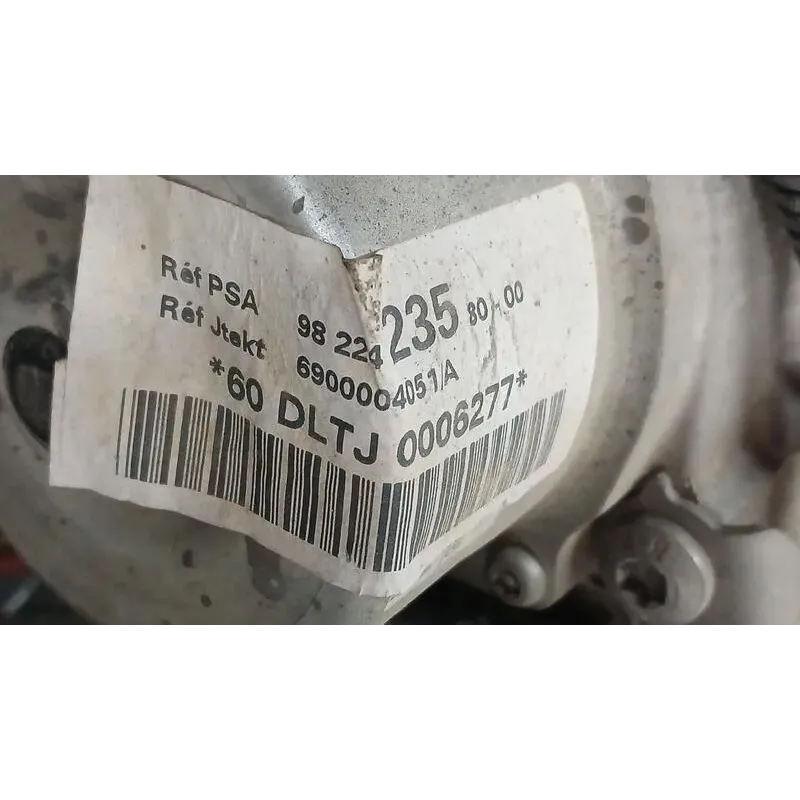 Réf PSA 98 224 235 80-00
Réf Jtekt 6900004051/A
*60 DLTJ 0006277*